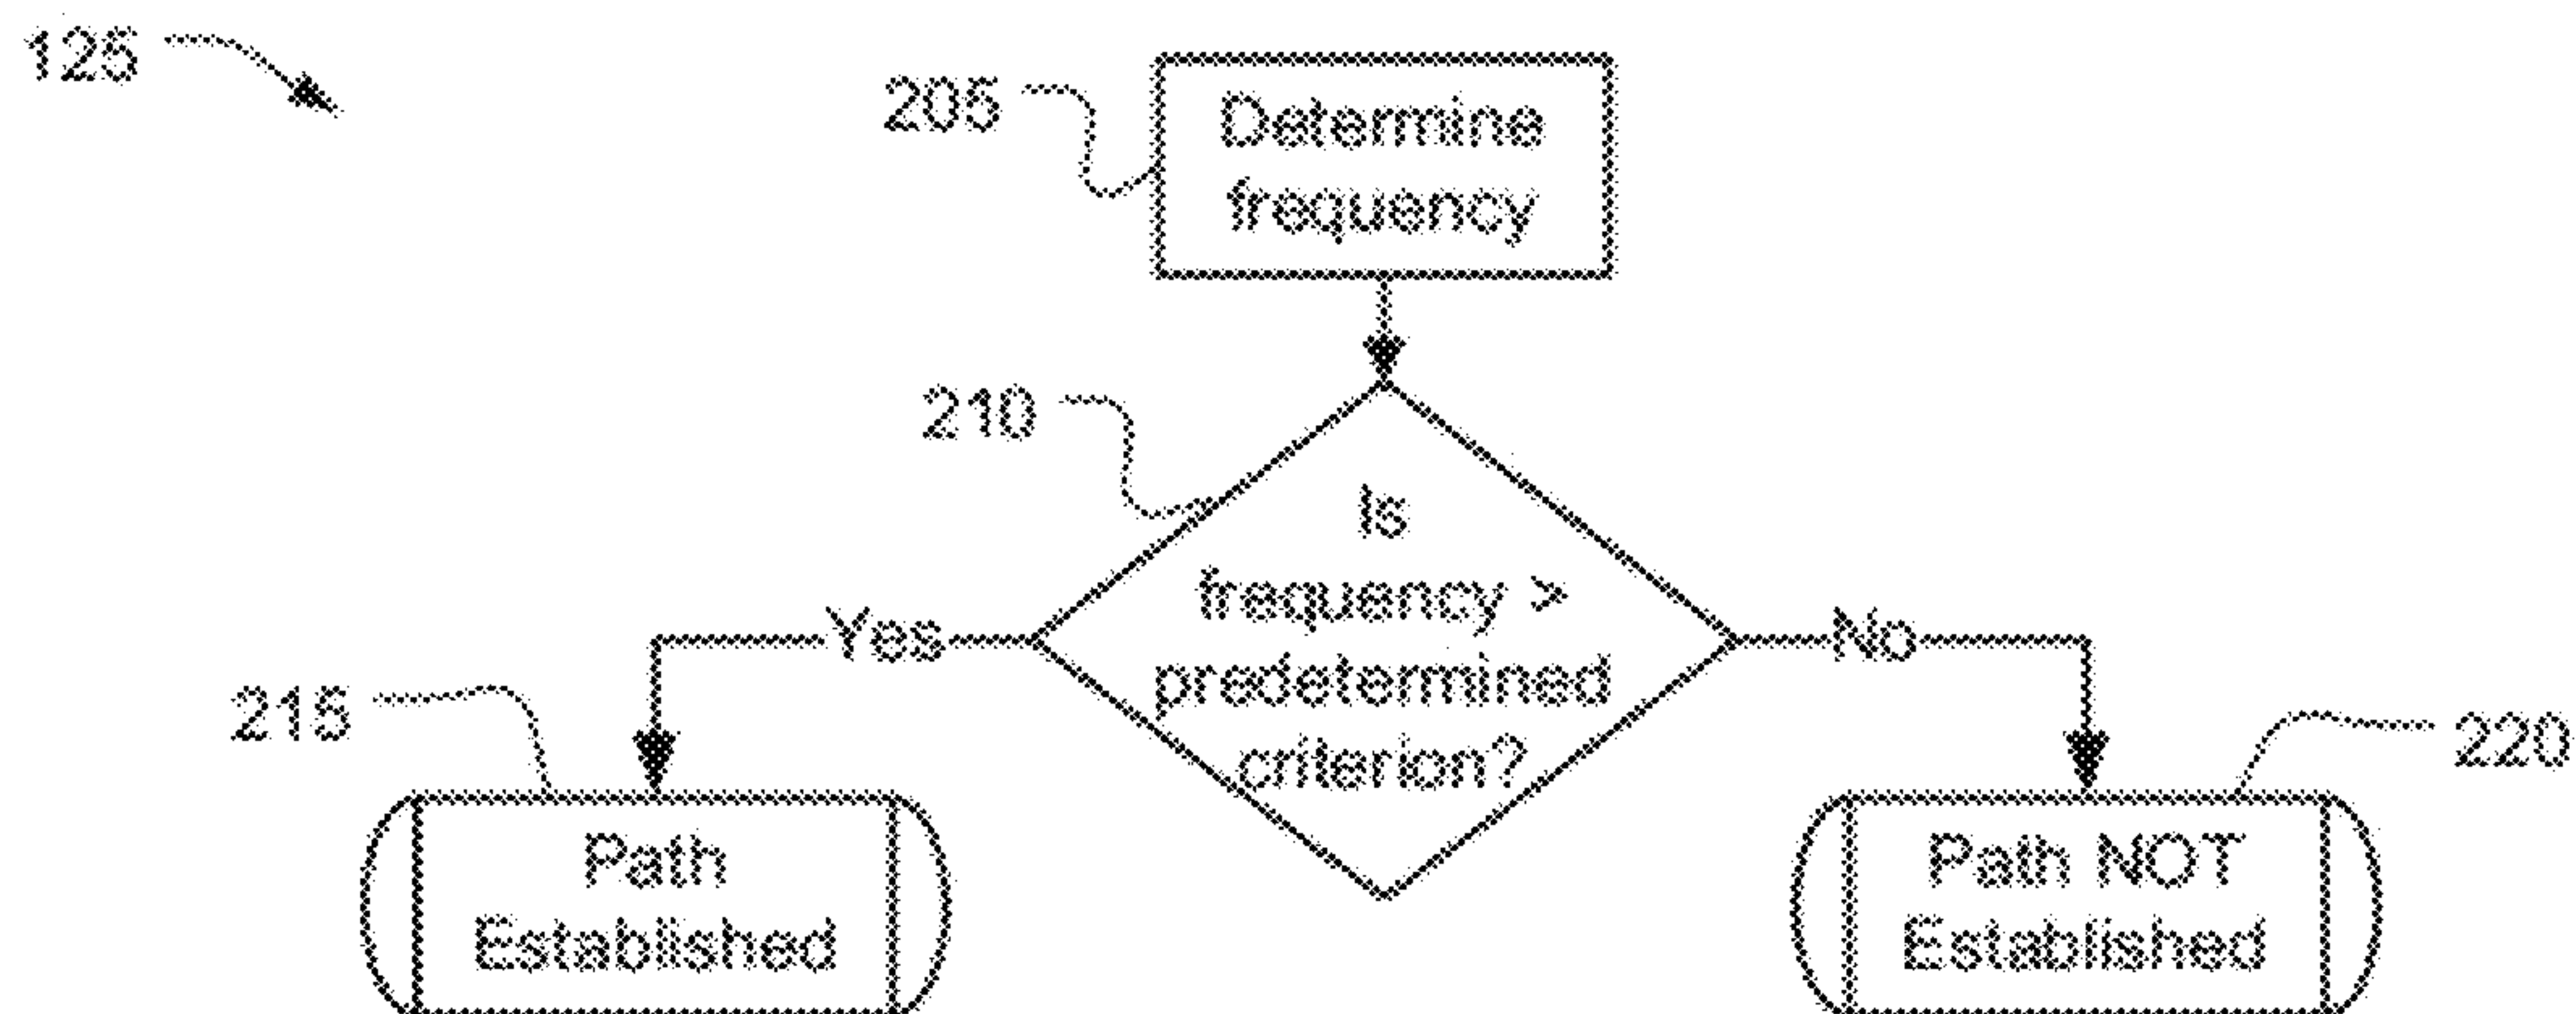 125
205
Determine
frequency
210
Is
frequency >
predetermined
criterion?
Yes
No
215
220
Path
Established
Path NOT
Established